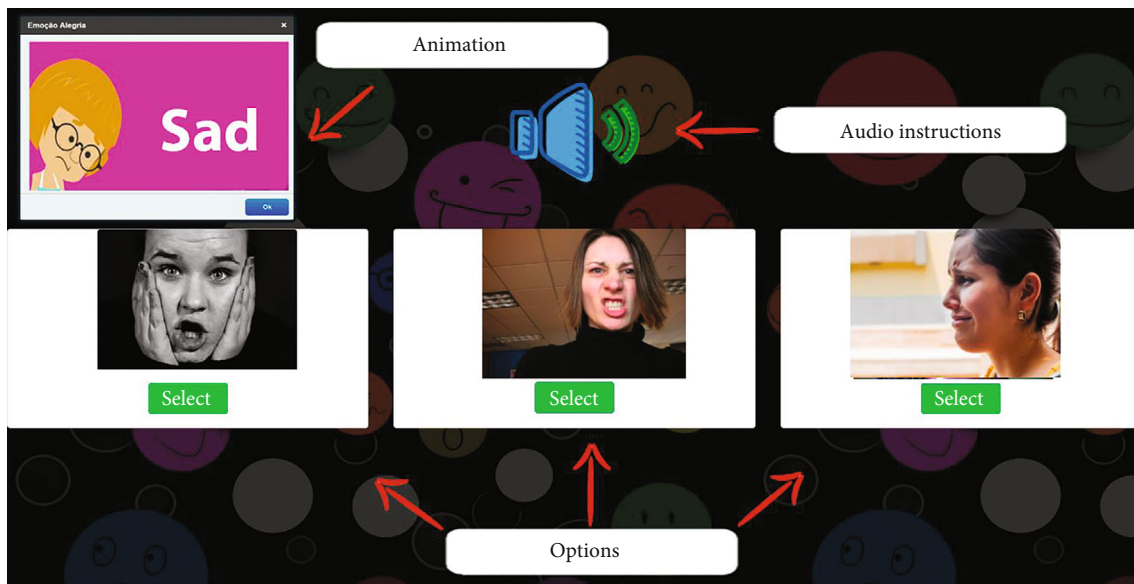 Emoção Alegria
×
Animation
Sad
Audio instructions
Ok
Select
Select
Select
Options